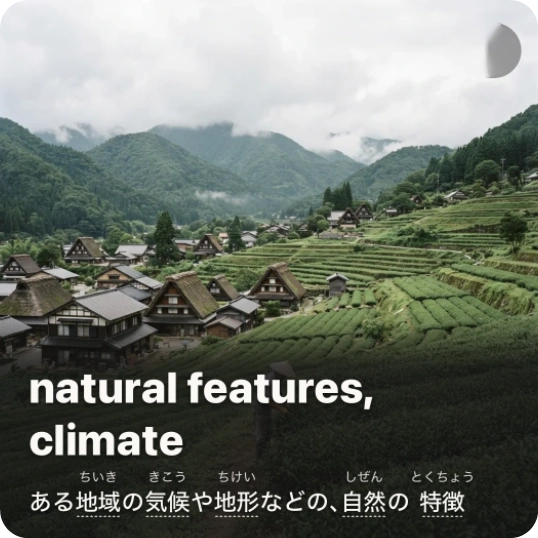 natural features,
climate
ちいき きこう ちけい しぜん とくちょう
ある地域の気候や地形などの、自然の 特徴